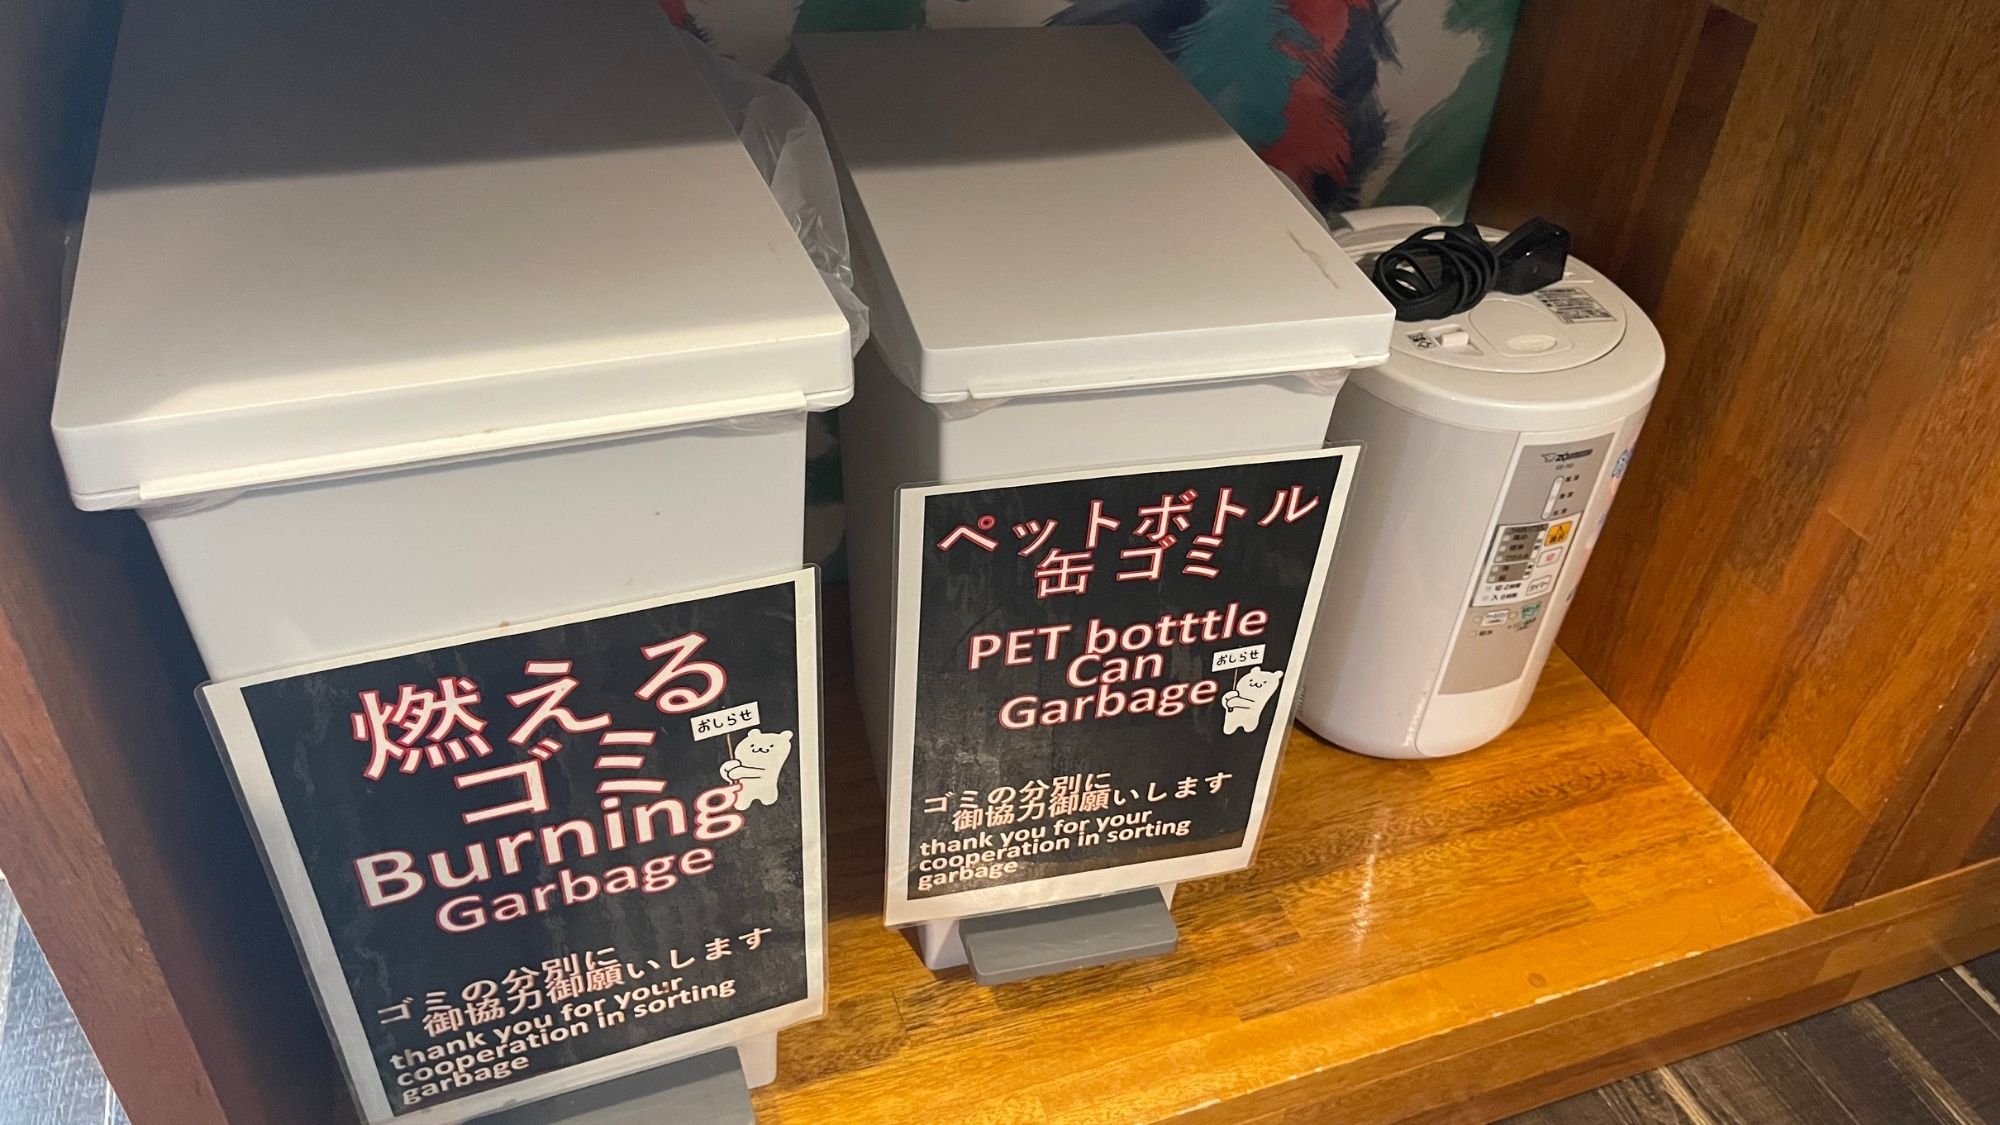 燃える
ゴミ
Burning
Garbage
おしらせ
ゴミの分別に
御協力御願いします
thank you for your
cooperation in sorting
garbage
ペットボトル
缶 ゴミ
PET botttle
Can
Garbage
おしらせ
ゴミの分別に
御協力御願いします
thank you for your
cooperation in sorting
garbage
ZOJIRUSHI